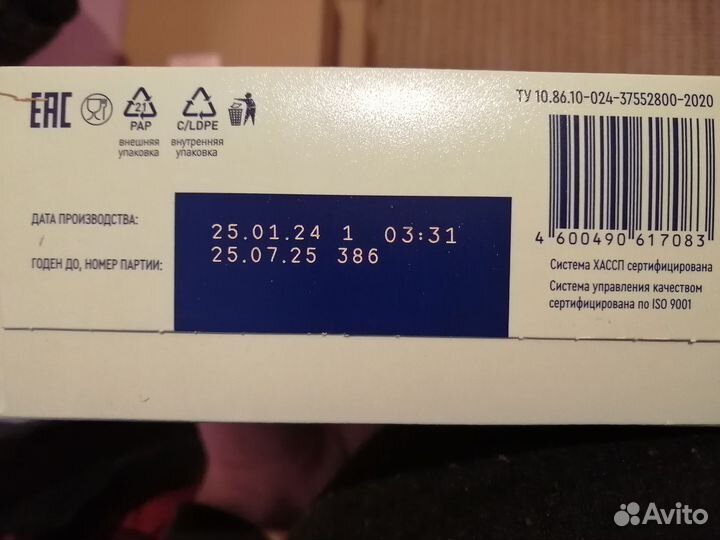 EAC
21
PAP
внешняя
упаковка
C/LDPE
внутренняя
упаковка
ТУ 10.86.10-024-37552800-2020
ДАТА ПРОИЗВОДСТВА:
ГОДЕН ДО, НОМЕР ПАРТИИ:
25.01.24 1 03:31
25.07.25 386
4 600490 617083
Система ХАССП сертифицирована
Система управления качеством
сертифицирована по ISO 9001
Avito